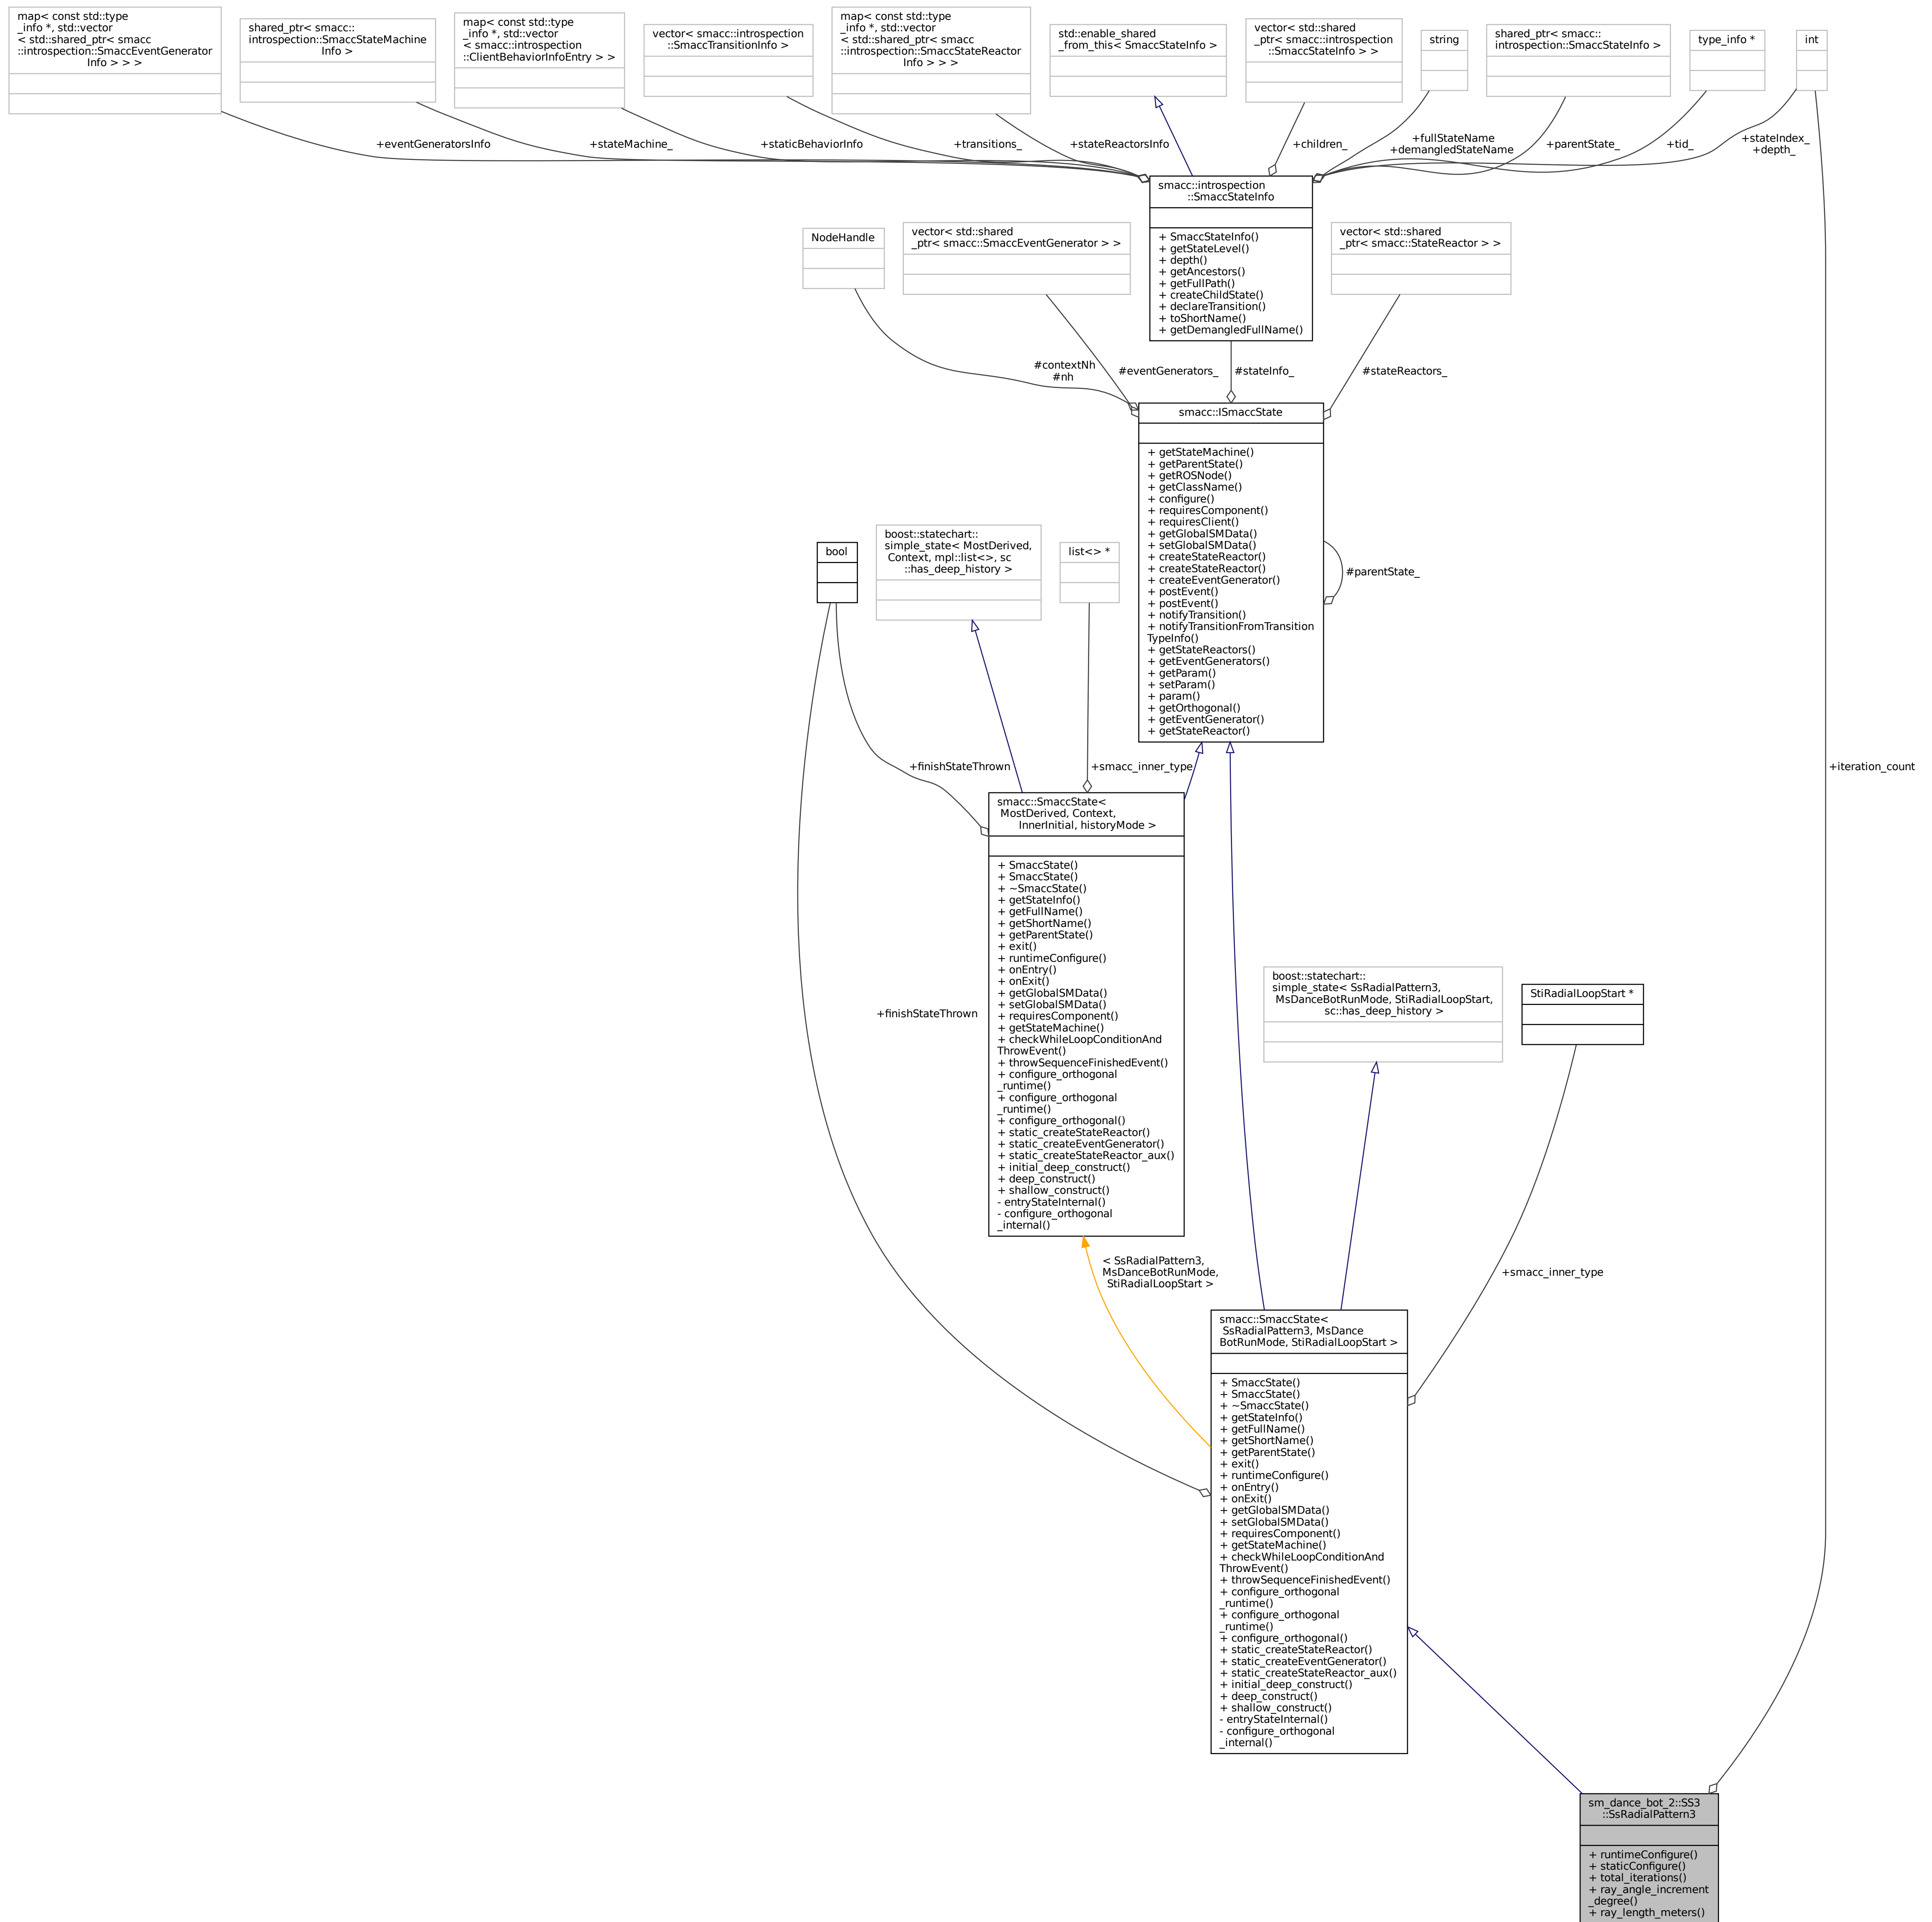 map< const std::type
_info *, std::vector
< std::shared_ptr< smacc
::introspection::SmaccEventGenerator
Info > > >
shared_ptr< smacc::
introspection::SmaccStateMachine
Info >
map< const std::type
_info *, std::vector
< smacc::introspection
::ClientBehaviorInfoEntry > >
vector< smacc::introspection
::SmaccTransitionInfo >
map< const std::type
_info *, std::vector
< std::shared_ptr< smacc
::introspection::SmaccStateReactor
Info > > >
std::enable_shared
_from_this< SmaccStateInfo >
vector< std::shared
_ptr< smacc::introspection
::SmaccStateInfo > >
string
shared_ptr< smacc::
introspection::SmaccStateInfo >
type_info *
int
+eventGeneratorsInfo
+stateMachine_
+staticBehaviorInfo
+transitions_
+stateReactorsInfo
+children_
+fullStateName
+demangledStateName
+parentState_
+tid_
+stateIndex_
+depth_
smacc::introspection
::SmaccStateInfo
+ SmaccStateInfo()
+ getStateLevel()
+ depth()
+ getAncestors()
+ getFullPath()
+ createChildState()
+ declareTransition()
+ toShortName()
+ getDemangledFullName()
NodeHandle
vector< std::shared
_ptr< smacc::SmaccEventGenerator > >
vector< std::shared
_ptr< smacc::StateReactor > >
#contextNh
#nh
#eventGenerators_
#stateInfo_
#stateReactors_
smacc::ISmaccState
+ getStateMachine()
+ getParentState()
+ getROSNode()
+ getClassName()
+ configure()
+ requiresComponent()
+ requiresClient()
+ getGlobalSMData()
+ setGlobalSMData()
+ createStateReactor()
+ createStateReactor()
+ createEventGenerator()
+ postEvent()
+ postEvent()
+ notifyTransition()
+ notifyTransitionFromTransition
TypeInfo()
+ getStateReactors()
+ getEventGenerators()
+ getParam()
+ setParam()
+ param()
+ getOrthogonal()
+ getEventGenerator()
+ getStateReactor()
#parentState_
bool
boost::statechart::
simple_state< MostDerived,
Context, mpl::list<>, sc
::has_deep_history >
list<> *
+finishStateThrown
+smacc_inner_type
+iteration_count
smacc::SmaccState<
MostDerived, Context,
InnerInitial, historyMode >
+ SmaccState()
+ SmaccState()
+ ~SmaccState()
+ getStateInfo()
+ getFullName()
+ getShortName()
+ getParentState()
+ exit()
+ runtimeConfigure()
+ onEntry()
+ onExit()
+ getGlobalSMData()
+ setGlobalSMData()
+ requiresComponent()
+ getStateMachine()
+ checkWhileLoopConditionAnd
ThrowEvent()
+ throwSequenceFinishedEvent()
+ configure_orthogonal
_runtime()
+ configure_orthogonal
_runtime()
+ configure_orthogonal()
+ static_createStateReactor()
+ static_createEventGenerator()
+ static_createStateReactor_aux()
+ initial_deep_construct()
+ deep_construct()
+ shallow_construct()
- entryStateInternal()
- configure_orthogonal
_internal()
+finishStateThrown
boost::statechart::
simple_state< SsRadialPattern3,
MsDanceBotRunMode, StiRadialLoopStart,
sc::has_deep_history >
StiRadialLoopStart *
< SsRadialPattern3,
MsDanceBotRunMode,
StiRadialLoopStart >
+smacc_inner_type
smacc::SmaccState<
SsRadialPattern3, MsDance
BotRunMode, StiRadialLoopStart >
+ SmaccState()
+ SmaccState()
+ ~SmaccState()
+ getStateInfo()
+ getFullName()
+ getShortName()
+ getParentState()
+ exit()
+ runtimeConfigure()
+ onEntry()
+ onExit()
+ getGlobalSMData()
+ setGlobalSMData()
+ requiresComponent()
+ getStateMachine()
+ checkWhileLoopConditionAnd
ThrowEvent()
+ throwSequenceFinishedEvent()
+ configure_orthogonal
_runtime()
+ configure_orthogonal
_runtime()
+ configure_orthogonal()
+ static_createStateReactor()
+ static_createEventGenerator()
+ static_createStateReactor_aux()
+ initial_deep_construct()
+ deep_construct()
+ shallow_construct()
- entryStateInternal()
- configure_orthogonal
_internal()
sm_dance_bot_2::SS3
::SsRadialPattern3
+ runtimeConfigure()
+ staticConfigure()
+ total_iterations()
+ ray_angle_increment
_degree()
+ ray_length_meters()